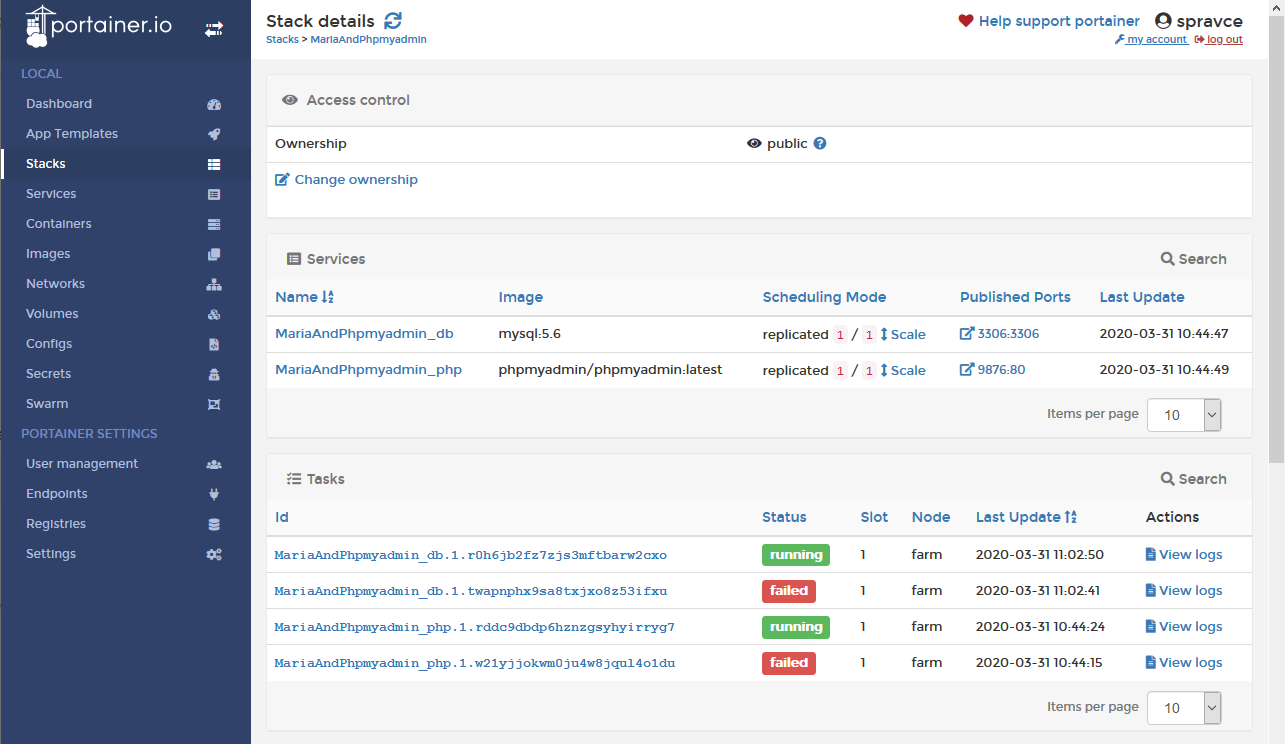 portainer.io
Stack details
Stacks > MariaAndPhpmyadmin
Help support portainer
spravce
my account
log out
LOCAL
Dashboard
App Templates
Stacks
Services
Containers
Images
Networks
Volumes
Configs
Secrets
Swarm
PORTAINER SETTINGS
User management
Endpoints
Registries
Settings
Access control
Ownership public
Change ownership
Services Search
Name Image Scheduling Mode Published Ports Last Update
MariaAndPhpmyadmin_db mysql:5.6 replicated 1 / 1 Scale 3306:3306 2020-03-31 10:44:47
MariaAndPhpmyadmin_php phpmyadmin/phpmyadmin:latest replicated 1 / 1 Scale 9876:80 2020-03-31 10:44:49
Items per page 10
Tasks Search
Id Status Slot Node Last Update Actions
MariaAndPhpmyadmin_db.1.r0h6jb2fz7zjs3mftbarw2cxo running 1 farm 2020-03-31 11:02:50 View logs
MariaAndPhpmyadmin_db.1.twapnphx9sa8txjxo8z53ifxu failed 1 farm 2020-03-31 11:02:41 View logs
MariaAndPhpmyadmin_php.1.rddc9dbdp6hznzgsyhyirryg7 running 1 farm 2020-03-31 10:44:24 View logs
MariaAndPhpmyadmin_php.1.w21yjjokwm0ju4w8jqul4o1du failed 1 farm 2020-03-31 10:44:15 View logs
Items per page 10